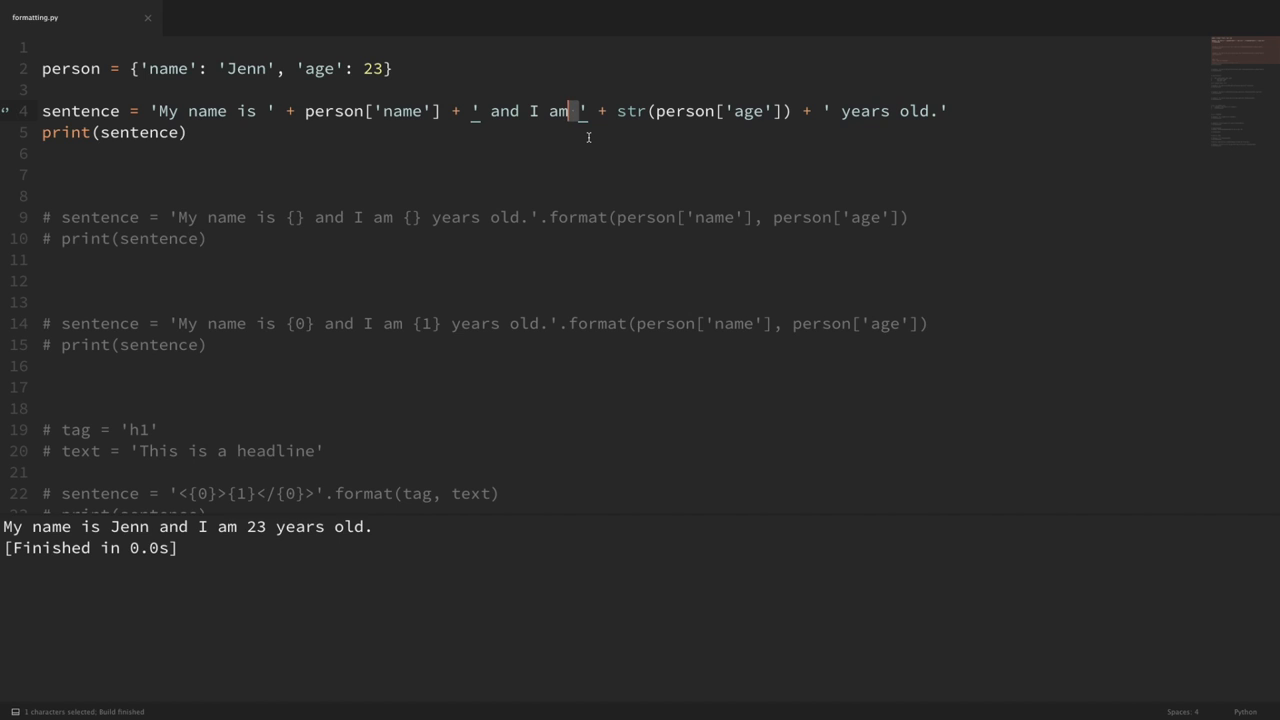 formatting.py
1
2 person = {'name': 'Jenn', 'age': 23}
3
4 sentence = 'My name is ' + person['name'] + ' and I am ' + str(person['age']) + ' years old.'
5 print(sentence)
6
7
8
9 # sentence = 'My name is {} and I am {} years old.'.format(person['name'], person['age'])
10 # print(sentence)
11
12
13
14 # sentence = 'My name is {0} and I am {1} years old.'.format(person['name'], person['age'])
15 # print(sentence)
16
17
18
19 # tag = 'h1'
20 # text = 'This is a headline'
21
22 # sentence = '<{0}>{1}</{0}>'.format(tag, text)
23 # print(sentence)
My name is Jenn and I am 23 years old.
[Finished in 0.0s]
1 characters selected; Build finished
Spaces: 4
Python